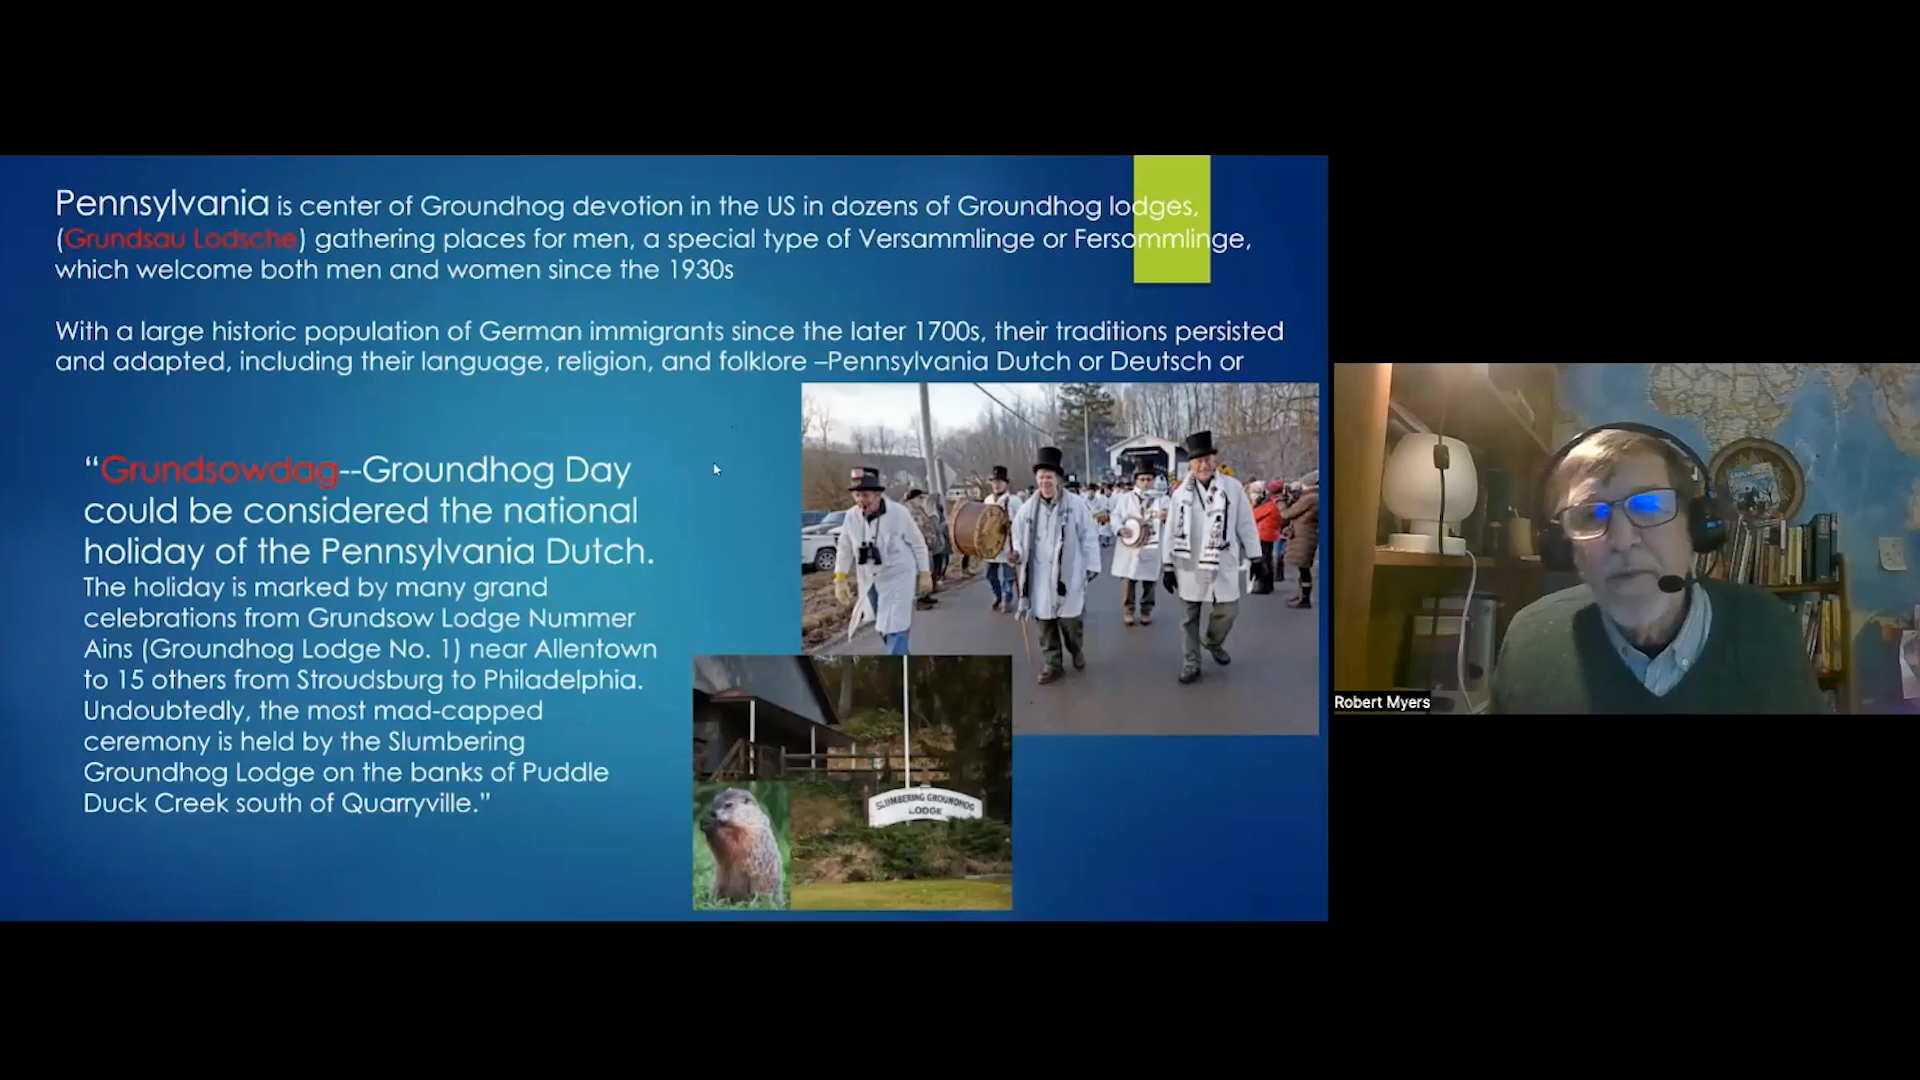 Pennsylvania is center of Groundhog devotion in the US in dozens of Groundhog lodges,
(Grundsau Lodsche) gathering places for men, a special type of Versammlinge or Fersommlinge,
which welcome both men and women since the 1930s
With a large historic population of German immigrants since the later 1700s, their traditions persisted
and adapted, including their language, religion, and folklore –Pennsylvania Dutch or Deutsch or
“Grundsowdag--Groundhog Day
could be considered the national
holiday of the Pennsylvania Dutch.
The holiday is marked by many grand
celebrations from Grundsow Lodge Nummer
Ains (Groundhog Lodge No. 1) near Allentown
to 15 others from Stroudsburg to Philadelphia.
Undoubtedly, the most mad-capped
ceremony is held by the Slumbering
Groundhog Lodge on the banks of Puddle
Duck Creek south of Quarryville.”
SLUMBERING GROUNDHOG
LODGE
Robert Myers